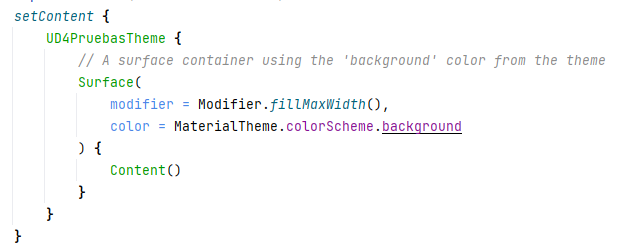 setContent {
UD4PruebasTheme {
// A surface container using the 'background' color from the theme
Surface(
modifier = Modifier.fillMaxWidth(),
color = MaterialTheme.colorScheme.background
) {
Content()
}
}
}